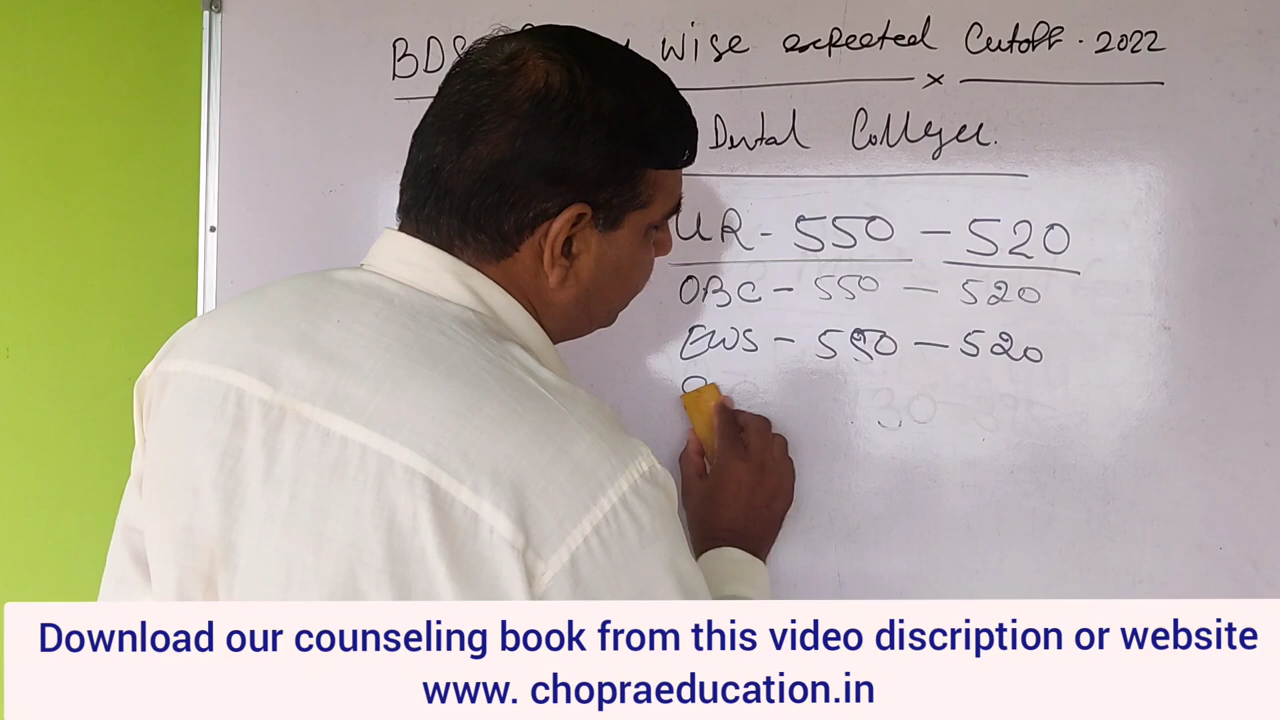 BDS wise expected Cutoff. 2022
Dental College.
UR - 550 - 520
OBC - 550 - 520
EWS - 550 - 520
Download our counseling book from this video discription or website
www. chopraeducation.in